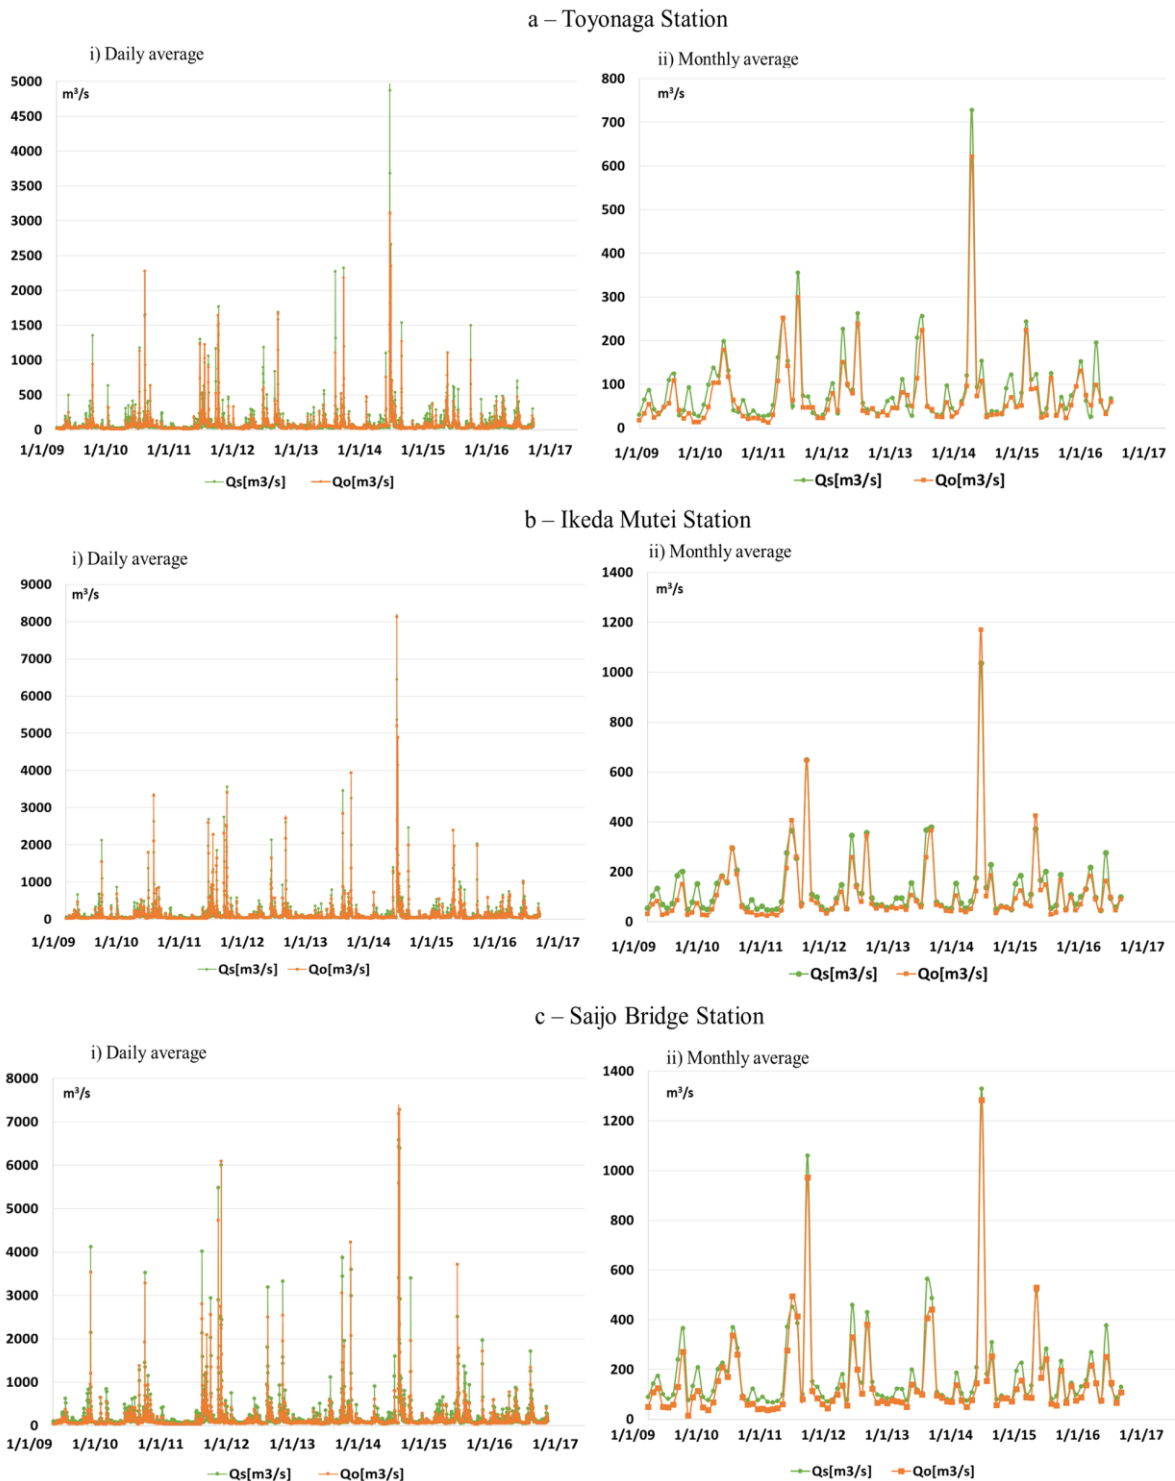 a – Toyonaga Station
i) Daily average
ii) Monthly average
m³/s
5000
4500
4000
3500
3000
2500
2000
1500
1000
500
0
1/1/09 1/1/10 1/1/11 1/1/12 1/1/13 1/1/14 1/1/15 1/1/16 1/1/17
Qs[m3/s] Qo[m3/s]
m³/s
800
700
600
500
400
300
200
100
0
1/1/09 1/1/10 1/1/11 1/1/12 1/1/13 1/1/14 1/1/15 1/1/16 1/1/17
Qs[m3/s] Qo[m3/s]
b – Ikeda Mutei Station
i) Daily average
ii) Monthly average
m³/s
9000
8000
7000
6000
5000
4000
3000
2000
1000
0
1/1/09 1/1/10 1/1/11 1/1/12 1/1/13 1/1/14 1/1/15 1/1/16 1/1/17
Qs[m3/s] Qo[m3/s]
m³/s
1400
1200
1000
800
600
400
200
0
1/1/09 1/1/10 1/1/11 1/1/12 1/1/13 1/1/14 1/1/15 1/1/16 1/1/17
Qs[m3/s] Qo[m3/s]
c – Saijo Bridge Station
i) Daily average
ii) Monthly average
m³/s
8000
7000
6000
5000
4000
3000
2000
1000
0
1/1/09 1/1/10 1/1/11 1/1/12 1/1/13 1/1/14 1/1/15 1/1/16 1/1/17
Qs[m3/s] Qo[m3/s]
m³/s
1400
1200
1000
800
600
400
200
0
1/1/09 1/1/10 1/1/11 1/1/12 1/1/13 1/1/14 1/1/15 1/1/16 1/1/17
Qs[m3/s] Qo[m3/s]